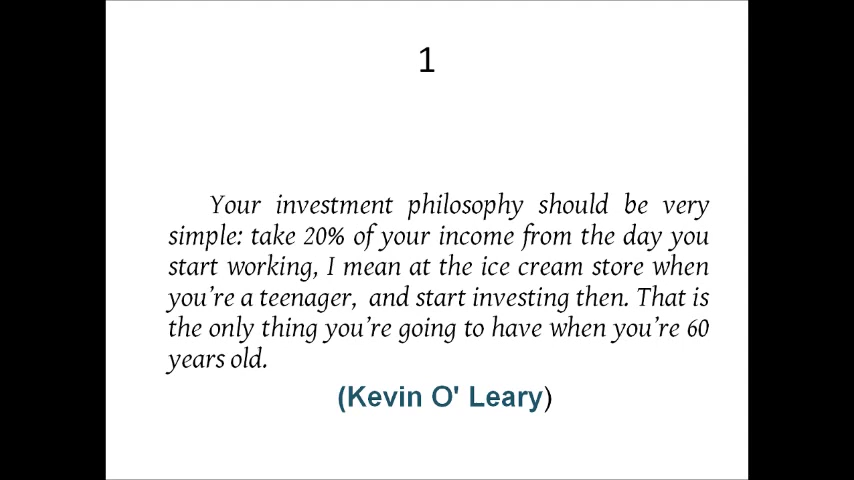 1
Your investment philosophy should be very
simple: take 20% of your income from the day you
start working, I mean at the ice cream store when
you're a teenager,  and start investing then. That is
the only thing you're going to have when you're 60
years old.
(Kevin O' Leary)